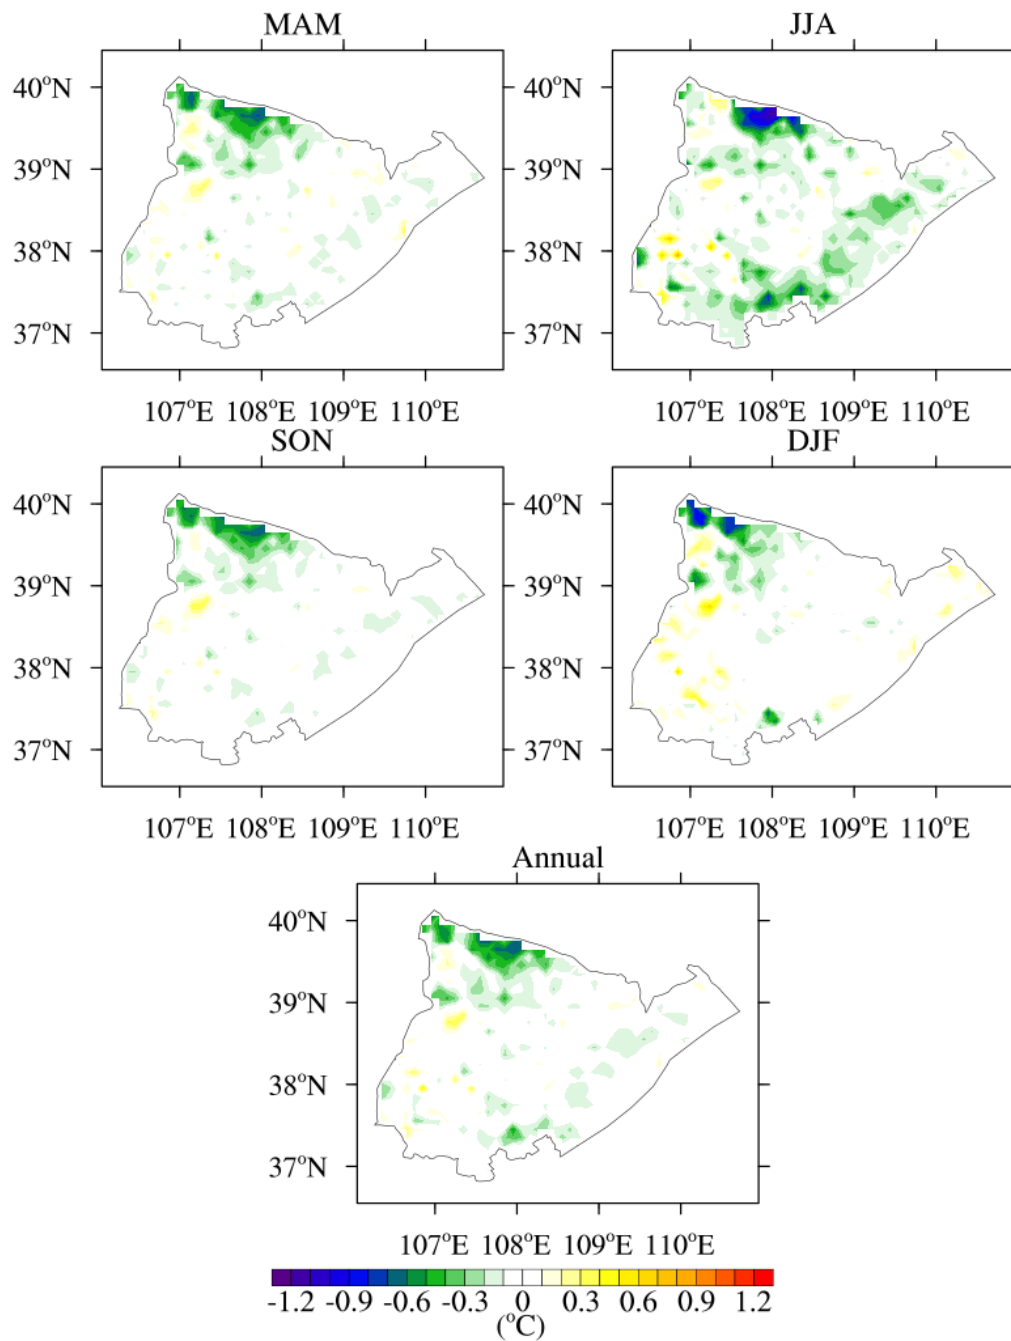 MAM JJA
40°N 40°N
39°N 39°N
38°N 38°N
37°N 37°N
107°E 108°E 109°E 110°E 107°E 108°E 109°E 110°E
SON DJF
40°N 40°N
39°N 39°N
38°N 38°N
37°N 37°N
107°E 108°E 109°E 110°E 107°E 108°E 109°E 110°E
Annual
40°N
39°N
38°N
37°N
107°E 108°E 109°E 110°E
-1.2 -0.9 -0.6 -0.3 0 0.3 0.6 0.9 1.2
(°C)